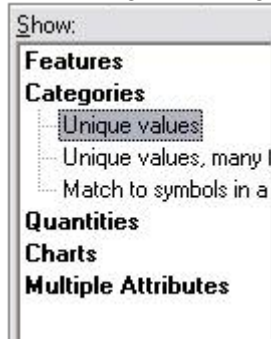 Show:
Features
Categories
Unique values
Unique values, many
Match to symbols in a
Quantities
Charts
Multiple Attributes